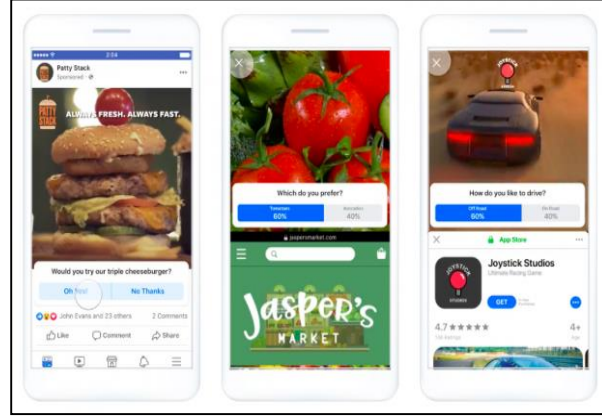 2:04
Patty Stack
Sponsored
PATTY
STACK
ALWAYS FRESH. ALWAYS FAST.
Would you try our triple cheeseburger?
No Thanks
John Evans and 23 others
2 Comments
Like
Comment
Share
Which do you prefer?
Tomatoes
Avocados
60%
40%
jaspersmarket.com
JASPER'S
MARKET
How do you like to drive?
Off Road
On Road
60%
40%
App Store
JOYSTICK
STUDIOS
Joystick Studios
Ultimate Racing Game
GET
4.7
4+